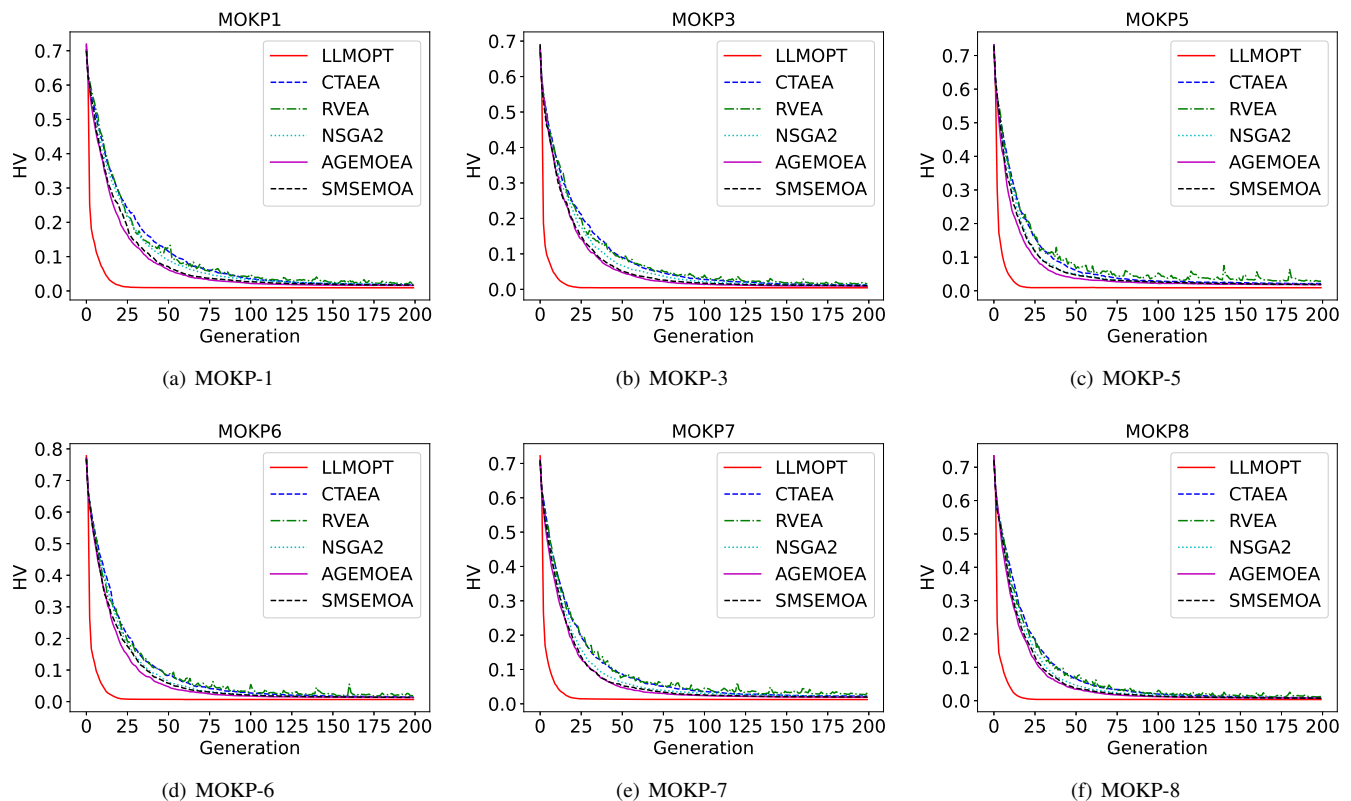 MOKP1
HV
0.7
0.6
0.5
0.4
0.3
0.2
0.1
0.0
LLMOPT
CTAEA
RVEA
NSGA2
AGEMOEA
SMSEMOA
0 25 50 75 100 125 150 175 200
Generation
(a) MOKP-1
MOKP3
HV
0.7
0.6
0.5
0.4
0.3
0.2
0.1
0.0
LLMOPT
CTAEA
RVEA
NSGA2
AGEMOEA
SMSEMOA
0 25 50 75 100 125 150 175 200
Generation
(b) MOKP-3
MOKP5
HV
0.7
0.6
0.5
0.4
0.3
0.2
0.1
0.0
LLMOPT
CTAEA
RVEA
NSGA2
AGEMOEA
SMSEMOA
0 25 50 75 100 125 150 175 200
Generation
(c) MOKP-5
MOKP6
HV
0.8
0.7
0.6
0.5
0.4
0.3
0.2
0.1
0.0
LLMOPT
CTAEA
RVEA
NSGA2
AGEMOEA
SMSEMOA
0 25 50 75 100 125 150 175 200
Generation
(d) MOKP-6
MOKP7
HV
0.7
0.6
0.5
0.4
0.3
0.2
0.1
0.0
LLMOPT
CTAEA
RVEA
NSGA2
AGEMOEA
SMSEMOA
0 25 50 75 100 125 150 175 200
Generation
(e) MOKP-7
MOKP8
HV
0.7
0.6
0.5
0.4
0.3
0.2
0.1
0.0
LLMOPT
CTAEA
RVEA
NSGA2
AGEMOEA
SMSEMOA
0 25 50 75 100 125 150 175 200
Generation
(f) MOKP-8